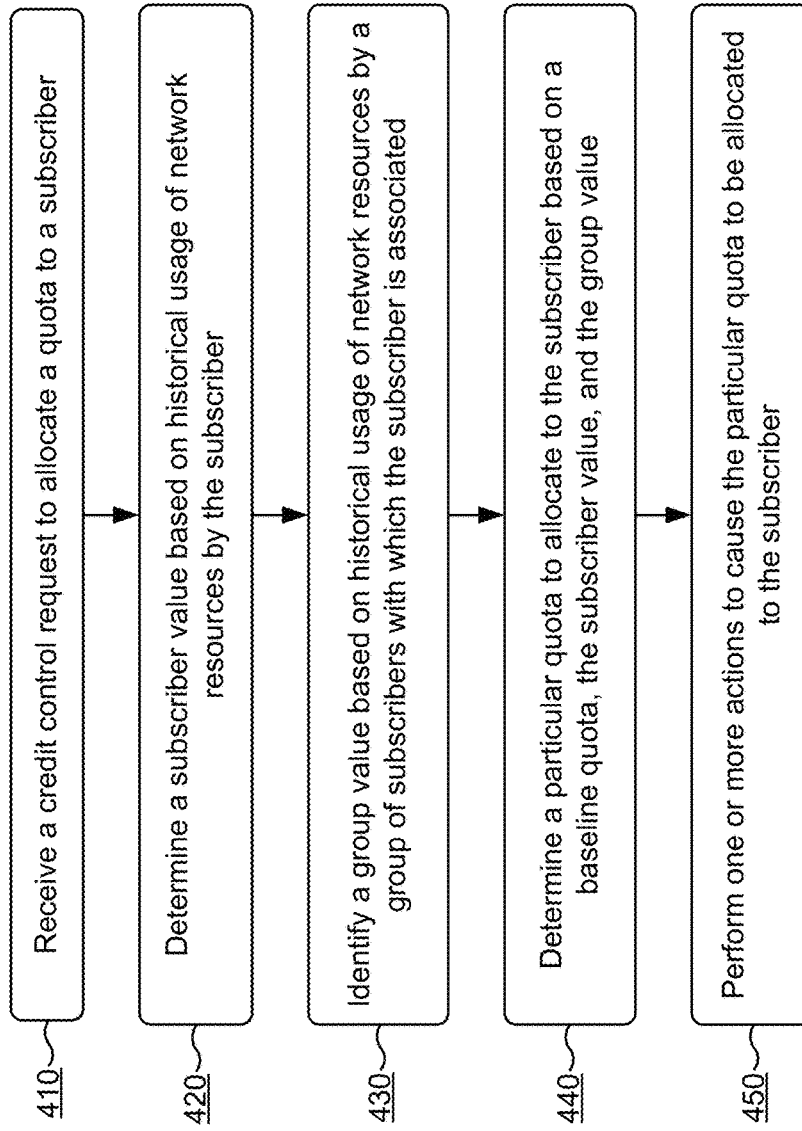 410
Receive a credit control request to allocate a quota to a subscriber
420
Determine a subscriber value based on historical usage of network
resources by the subscriber
430
Identify a group value based on historical usage of network resources by a
group of subscribers with which the subscriber is associated
440
Determine a particular quota to allocate to the subscriber based on a
baseline quota, the subscriber value, and the group value
450
Perform one or more actions to cause the particular quota to be allocated
to the subscriber